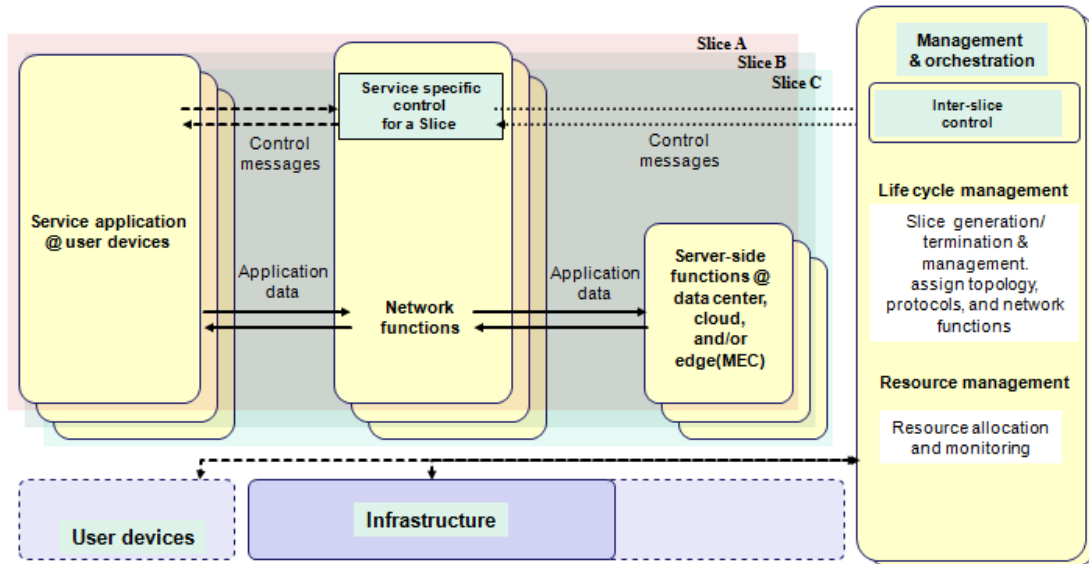 Slice A
Slice B
Slice C
Management
& orchestration
Inter-slice
control
Service specific
control
for a Slice
Control
messages
Control
messages
Life cycle management
Slice generation/
termination &
management.
assign topology,
protocols, and network
functions
Service application
@ user devices
Application
data
Network
functions
Application
data
Server-side
functions @
data center,
cloud,
and/or
edge(MEC)
Resource management
Resource allocation
and monitoring
User devices
Infrastructure